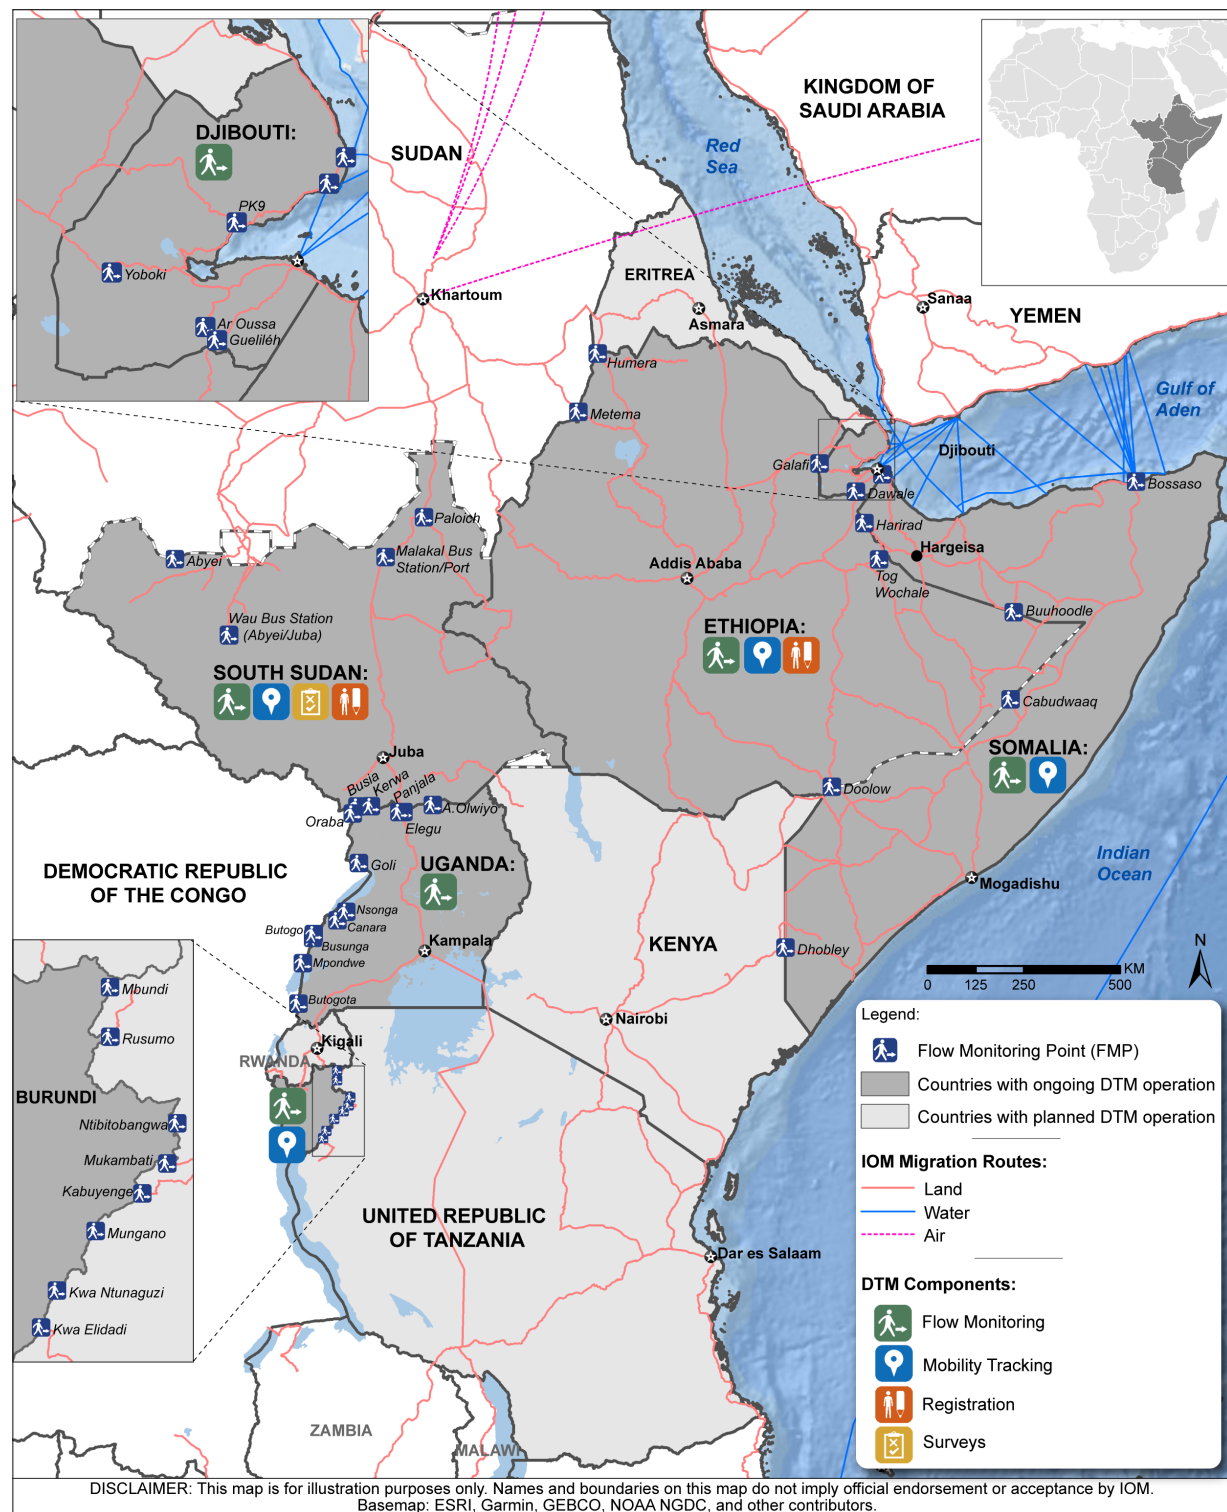 DJIBOUTI:
PK9
Yoboki
Ar Oussa
Gueliléh
SUDAN
KINGDOM OF
SAUDI ARABIA
Red
Sea
ERITREA
Khartoum
Asmara
Sanaa
YEMEN
Humera
Metema
Gulf of
Aden
Galafi
Djibouti
Dawale
Bossaso
Paloich
Harirad
Abyei
Malakal Bus
Station/Port
Hargeisa
Addis Ababa
Tog
Wochale
Wau Bus Station
(Abyei/Juba)
Buuhoodle
ETHIOPIA:
SOUTH SUDAN:
Cabudwaaq
SOMALIA:
Juba
Busia
Kerwa
Panjala
A.Olwiyo
Oraba
Elegu
Doolow
Goli
UGANDA:
DEMOCRATIC REPUBLIC
OF THE CONGO
Indian
Ocean
Mogadishu
Nsonga
Canara
Butogo
Busunga
Kampala
KENYA
Dhobley
Mpondwe
Butogota
N
KM
0 125 250 500
Nairobi
Kigali
RWANDA
BURUNDI
Mbundi
Rusumo
Ntibitobangwa
Mukambati
Kabuyenge
Mungano
Kwa Ntunaguzi
Kwa Elidadi
UNITED REPUBLIC
OF TANZANIA
Dar es Salaam
ZAMBIA
MALAWI
Legend:
Flow Monitoring Point (FMP)
Countries with ongoing DTM operation
Countries with planned DTM operation
IOM Migration Routes:
Land
Water
Air
DTM Components:
Flow Monitoring
Mobility Tracking
Registration
Surveys
DISCLAIMER: This map is for illustration purposes only. Names and boundaries on this map do not imply official endorsement or acceptance by IOM.
Basemap: ESRI, Garmin, GEBCO, NOAA NGDC, and other contributors.